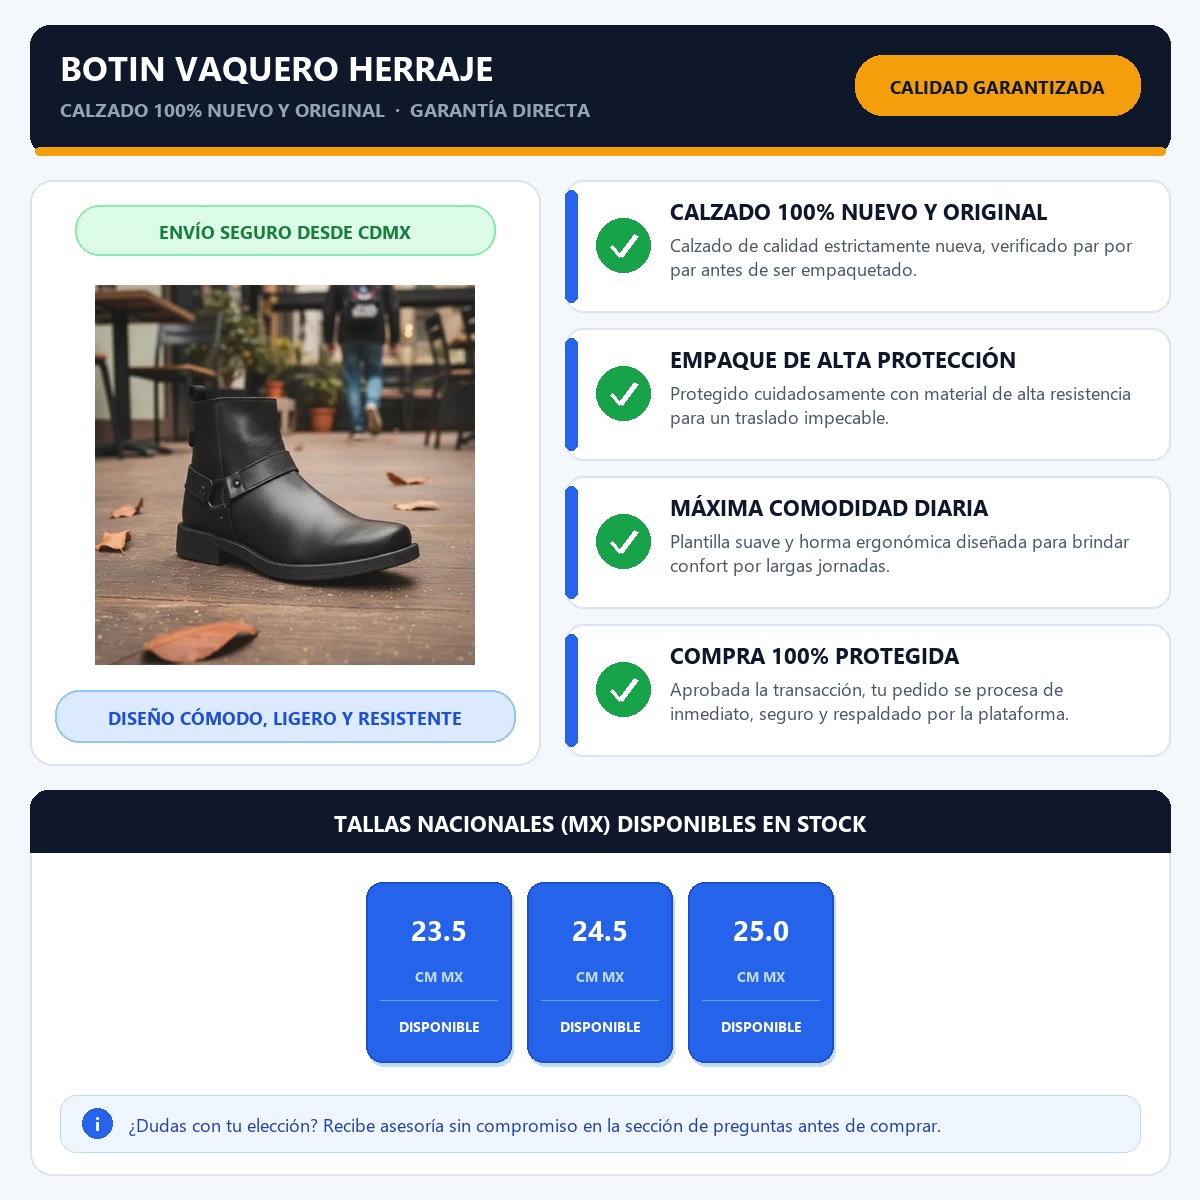 BOTIN VAQUERO HERRAJE
CALZADO 100% NUEVO Y ORIGINAL · GARANTÍA DIRECTA
CALIDAD GARANTIZADA
ENVÍO SEGURO DESDE CDMX
DISEÑO CÓMODO, LIGERO Y RESISTENTE
CALZADO 100% NUEVO Y ORIGINAL
Calzado de calidad estrictamente nueva, verificado par por
par antes de ser empaquetado.
EMPAQUE DE ALTA PROTECCIÓN
Protegido cuidadosamente con material de alta resistencia
para un traslado impecable.
MÁXIMA COMODIDAD DIARIA
Plantilla suave y horma ergonómica diseñada para brindar
confort por largas jornadas.
COMPRA 100% PROTEGIDA
Aprobada la transacción, tu pedido se procesa de
inmediato, seguro y respaldado por la plataforma.
TALLAS NACIONALES (MX) DISPONIBLES EN STOCK
23.5
CM MX
DISPONIBLE
24.5
CM MX
DISPONIBLE
25.0
CM MX
DISPONIBLE
¿Dudas con tu elección? Recibe asesoría sin compromiso en la sección de preguntas antes de comprar.